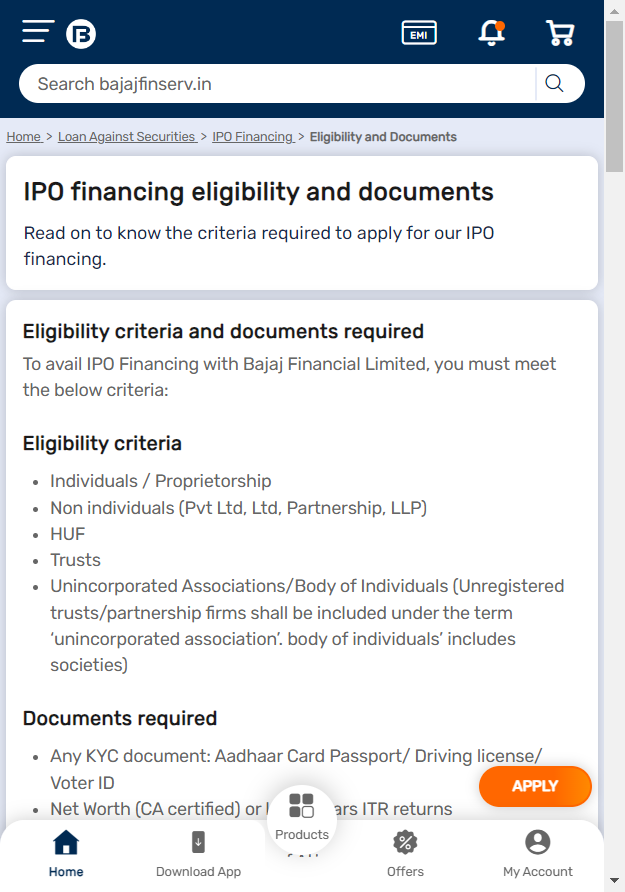 EMI
Search bajajfinserv.in
Home > Loan Against Securities > IPO Financing > Eligibility and Documents
IPO financing eligibility and documents
Read on to know the criteria required to apply for our IPO
financing.
Eligibility criteria and documents required
To avail IPO Financing with Bajaj Financial Limited, you must meet
the below criteria:
Eligibility criteria
• Individuals / Proprietorship
• Non individuals (Pvt Ltd, Ltd, Partnership, LLP)
• HUF
• Trusts
• Unincorporated Associations/Body of Individuals (Unregistered
trusts/partnership firms shall be included under the term
‘unincorporated association’. body of individuals’ includes
societies)
Documents required
• Any KYC document: Aadhaar Card Passport/ Driving license/
Voter ID
APPLY
• Net Worth (CA certified) or ars ITR returns
Products
Home
Download App
Offers
My Account